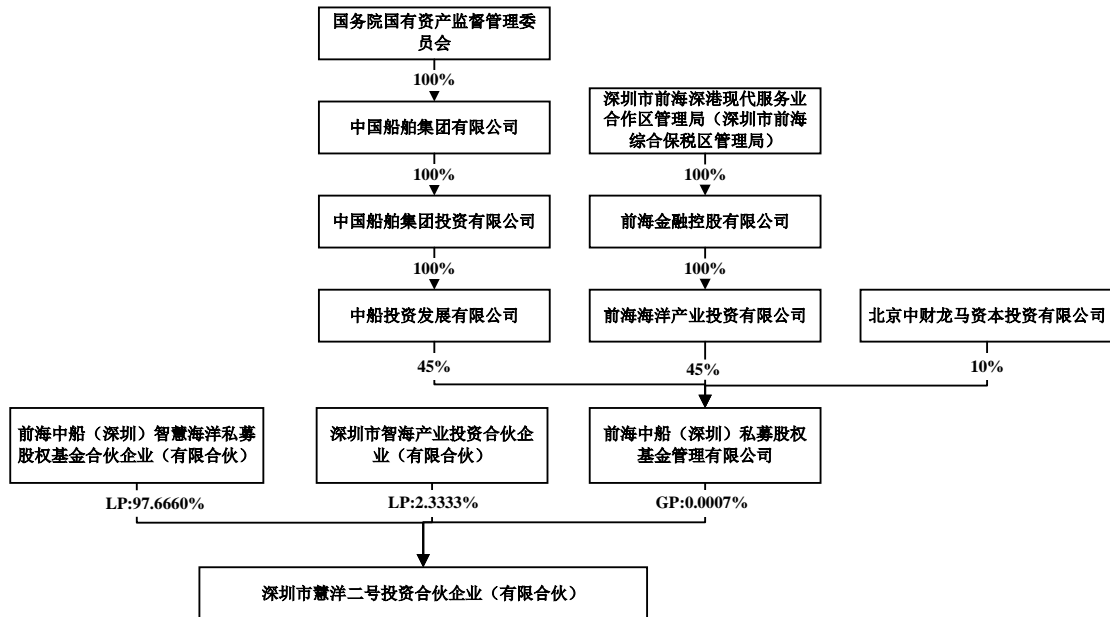 国务院国有资产监督管理委
员会
100%
中国船舶集团有限公司
深圳市前海深港现代服务业
合作区管理局（深圳市前海
综合保税区管理局）
100%
100%
中国船舶集团投资有限公司
前海金融控股有限公司
100%
100%
中船投资发展有限公司
前海海洋产业投资有限公司
北京中财龙马资本投资有限公司
45%
45%
10%
前海中船（深圳）智慧海洋私募
股权基金合伙企业（有限合伙）
深圳市智海产业投资合伙企
业（有限合伙）
前海中船（深圳）私募股权
基金管理有限公司
LP:97.6660%
LP:2.3333%
GP:0.0007%
深圳市慧洋二号投资合伙企业（有限合伙）